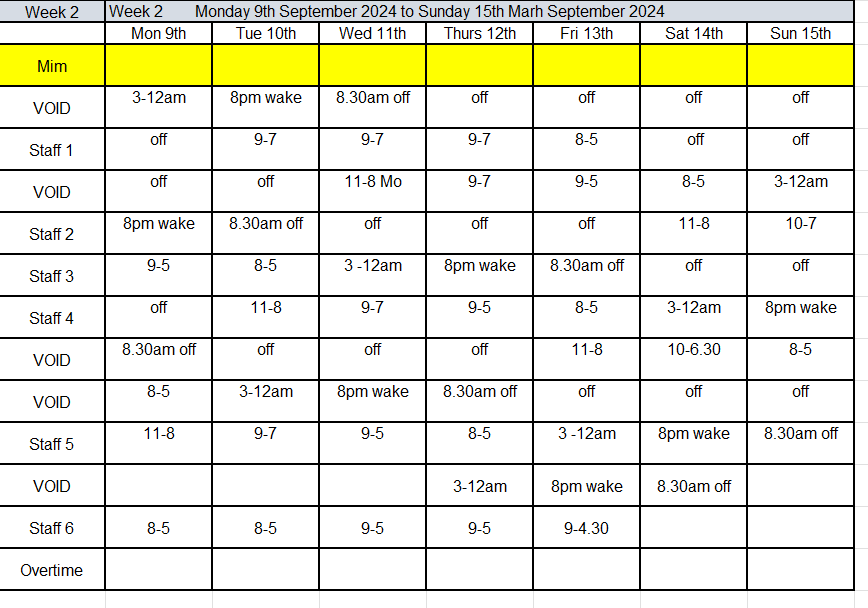 Week 2 Week 2 Monday 9th September 2024 to Sunday 15th Marh September 2024
Mon 9th Tue 10th Wed 11th Thurs 12th Fri 13th Sat 14th Sun 15th
Mim
VOID 3-12am 8pm wake 8.30am off off off off off
Staff 1 off 9-7 9-7 9-7 8-5 off off
VOID off off 11-8 Mo 9-7 9-5 8-5 3-12am
Staff 2 8pm wake 8.30am off off off off 11-8 10-7
Staff 3 9-5 8-5 3 -12am 8pm wake 8.30am off off off
Staff 4 off 11-8 9-7 9-5 8-5 3-12am 8pm wake
VOID 8.30am off off off off 11-8 10-6.30 8-5
VOID 8-5 3-12am 8pm wake 8.30am off off off off
Staff 5 11-8 9-7 9-5 8-5 3 -12am 8pm wake 8.30am off
VOID 3-12am 8pm wake 8.30am off
Staff 6 8-5 8-5 9-5 9-5 9-4.30
Overtime